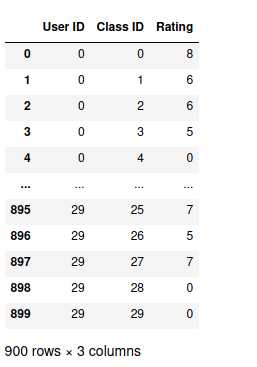 User ID Class ID Rating
0 0 0 8
1 0 1 6
2 0 2 6
3 0 3 5
4 0 4 0
... ... ... ...
895 29 25 7
896 29 26 5
897 29 27 7
898 29 28 0
899 29 29 0
900 rows × 3 columns